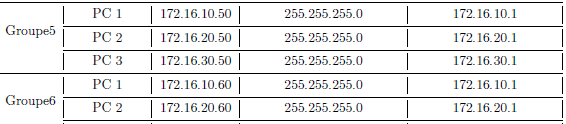 Groupe5 PC 1 172.16.10.50 255.255.255.0 172.16.10.1
PC 2 172.16.20.50 255.255.255.0 172.16.20.1
PC 3 172.16.30.50 255.255.255.0 172.16.30.1
Groupe6 PC 1 172.16.10.60 255.255.255.0 172.16.10.1
PC 2 172.16.20.60 255.255.255.0 172.16.20.1